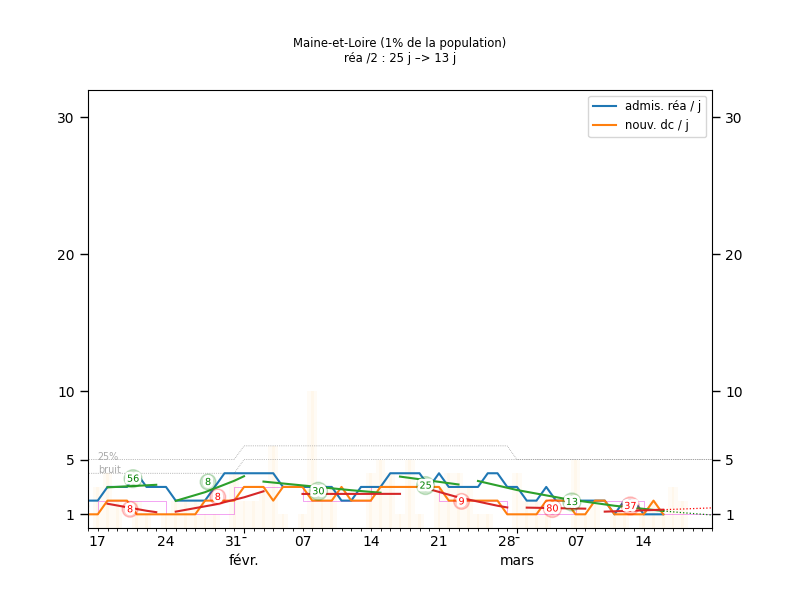 Maine-et-Loire (1% de la population)
réa /2 : 25 j –> 13 j
admis. réa / j
nouv. dc / j
30 30
20 20
10 10
5 5
1 1
25%
bruit
56 8 30 25 13
8 8 9 80 37
17 24 31 07 14 21 28 07 14
févr. mars